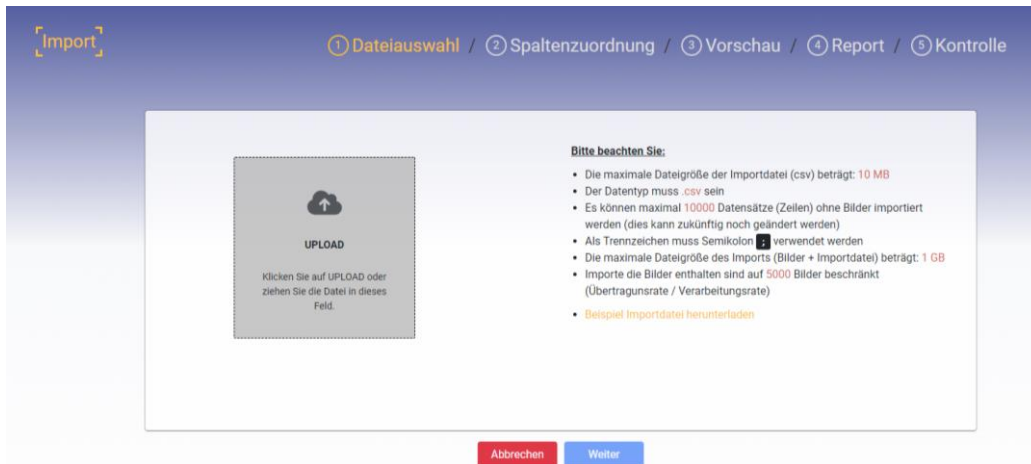 Import
1 Dateiauswahl / 2 Spaltenzuordnung / 3 Vorschau / 4 Report / 5 Kontrolle
UPLOAD
Klicken Sie auf UPLOAD oder
ziehen Sie die Datei in dieses
Feld.
Bitte beachten Sie:
• Die maximale Dateigröße der Importdatei (csv) beträgt: 10 MB
• Der Datentyp muss .csv sein
• Es können maximal 10000 Datensätze (Zeilen) ohne Bilder importiert
werden (dies kann zukünftig noch geändert werden)
• Als Trennzeichen muss Semikolon ; verwendet werden
• Die maximale Dateigröße des Imports (Bilder + Importdatei) beträgt: 1 GB
• Importe die Bilder enthalten sind auf 5000 Bilder beschränkt
(Übertragunsrate / Verarbeitungsrate)
• Beispiel Importdatei herunterladen
Abbrechen Weiter